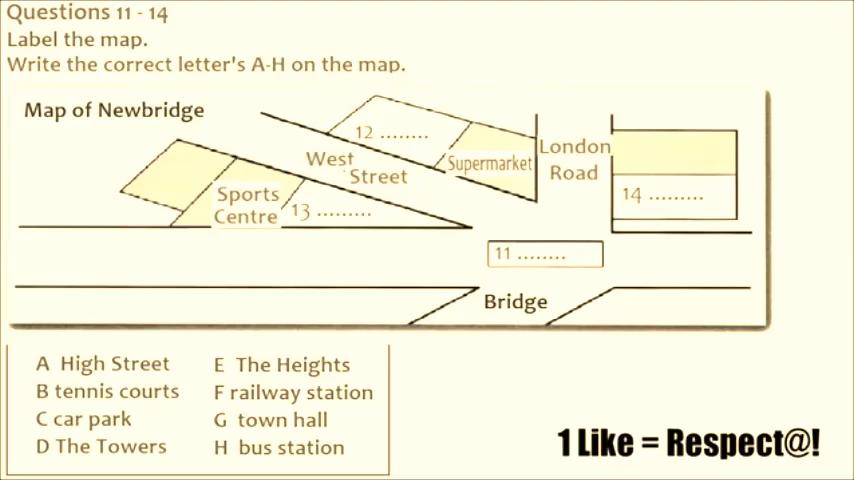 Questions 11 - 14
Label the map.
Write the correct letter's A-H on the map.
Map of Newbridge
12 ........
West
Street
Supermarket
London
Road
Sports
Centre
13 .........
14 .........
11 ........
Bridge
A High Street
B tennis courts
C car park
D The Towers
E The Heights
F railway station
G town hall
H bus station
1 Like = Respect@!